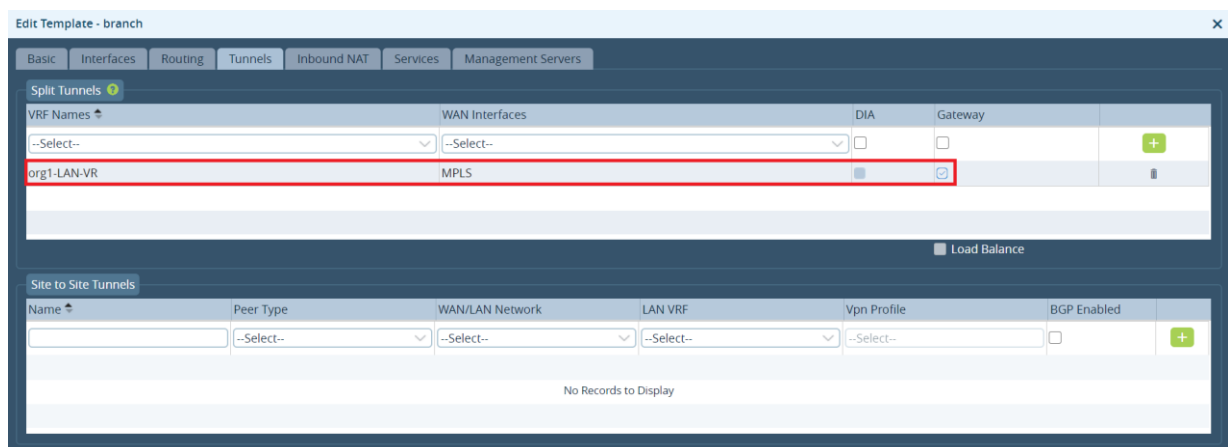 Edit Template - branch
Basic Interfaces Routing Tunnels Inbound NAT Services Management Servers
Split Tunnels
VRF Names WAN Interfaces DIA Gateway
--Select-- --Select--
org1-LAN-VR MPLS
Load Balance
Site to Site Tunnels
Name Peer Type WAN/LAN Network LAN VRF Vpn Profile BGP Enabled
--Select-- --Select-- --Select-- --Select--
No Records to Display